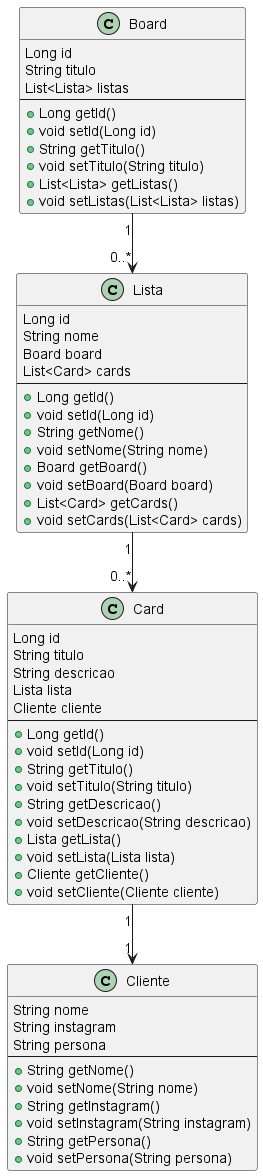 C Board
Long id
String titulo
List<Lista> listas
Long getId()
void setId(Long id)
String getTitulo()
void setTitulo(String titulo)
List<Lista> getListas()
void setListas(List<Lista> listas)
1
0..*
C Lista
Long id
String nome
Board board
List<Card> cards
Long getId()
void setId(Long id)
String getNome()
void setNome(String nome)
Board getBoard()
void setBoard(Board board)
List<Card> getCards()
void setCards(List<Card> cards)
1
0..*
C Card
Long id
String titulo
String descricao
Lista lista
Cliente cliente
Long getId()
void setId(Long id)
String getTitulo()
void setTitulo(String titulo)
String getDescricao()
void setDescricao(String descricao)
Lista getLista()
void setLista(Lista lista)
Cliente getCliente()
void setCliente(Cliente cliente)
1
1
C Cliente
String nome
String instagram
String persona
String getNome()
void setNome(String nome)
String getInstagram()
void setInstagram(String instagram)
String getPersona()
void setPersona(String persona)